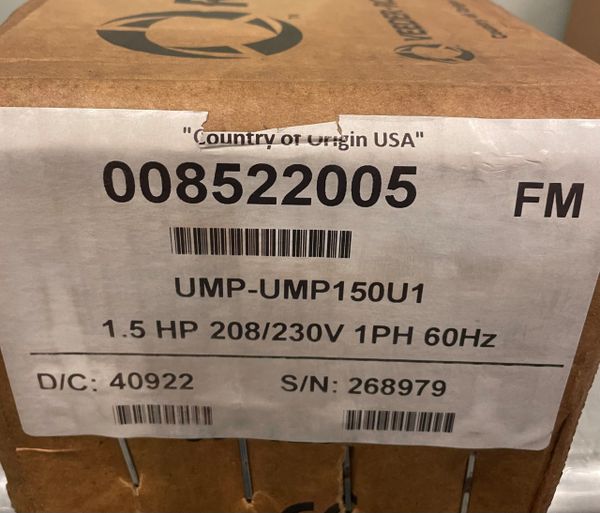 "Country of Origin USA"
008522005
FM
UMP-UMP150U1
1.5 HP 208/230V 1PH 60Hz
D/C: 40922
S/N: 268979